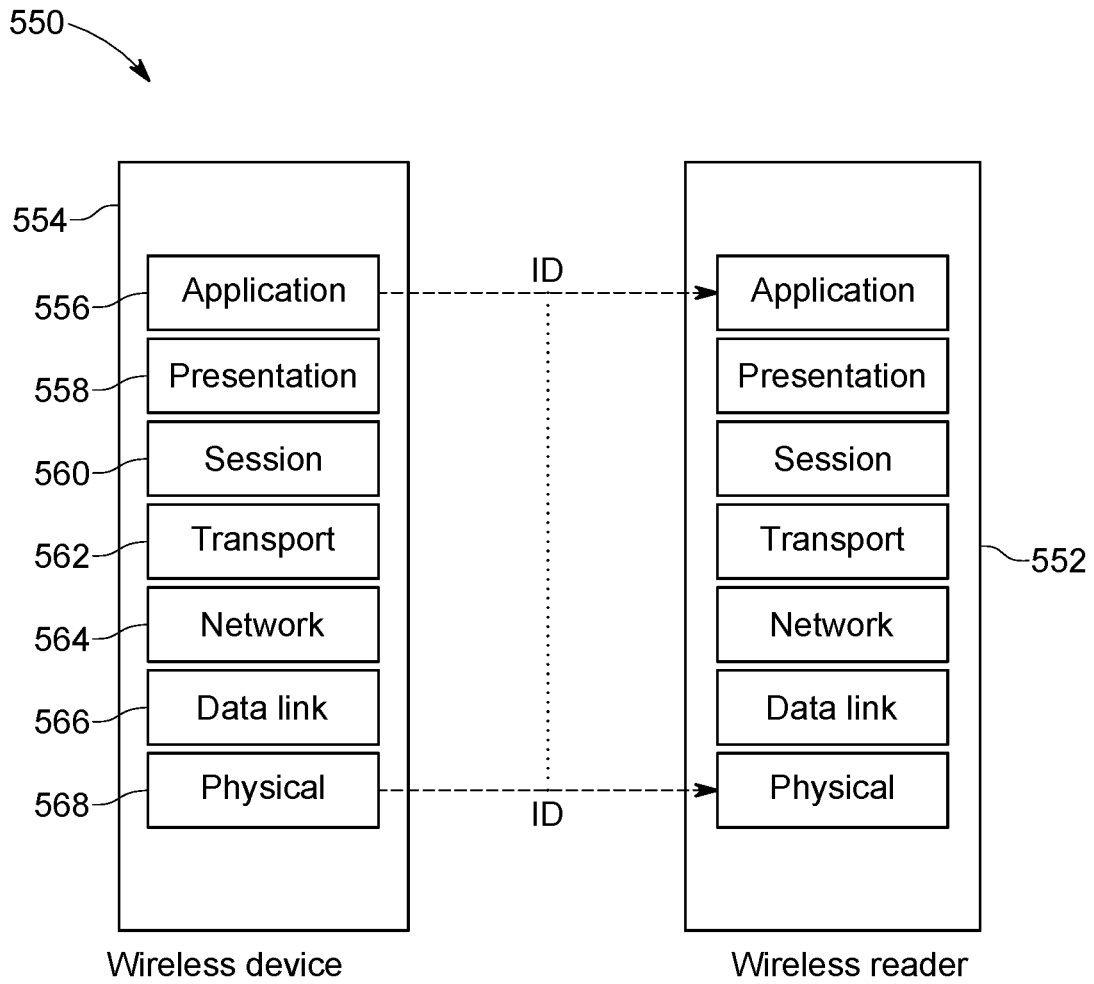 550
554
ID
556 Application Application
558 Presentation Presentation
560 Session Session
562 Transport Transport 552
564 Network Network
566 Data link Data link
568 Physical Physical
ID
Wireless device Wireless reader